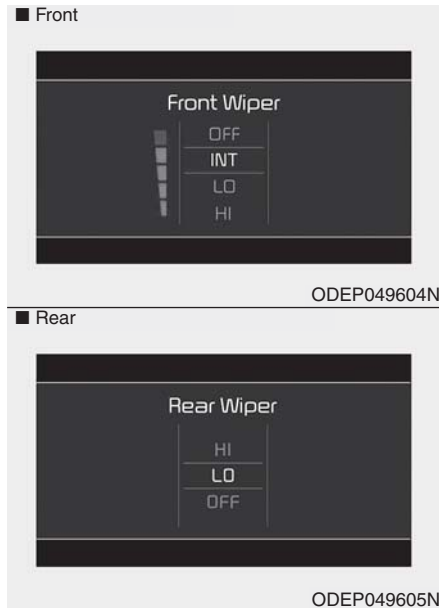 ■ Front
Front Wiper
OFF
INT
LO
HI
ODEP049604N
■ Rear
Rear Wiper
HI
LO
OFF
ODEP049605N